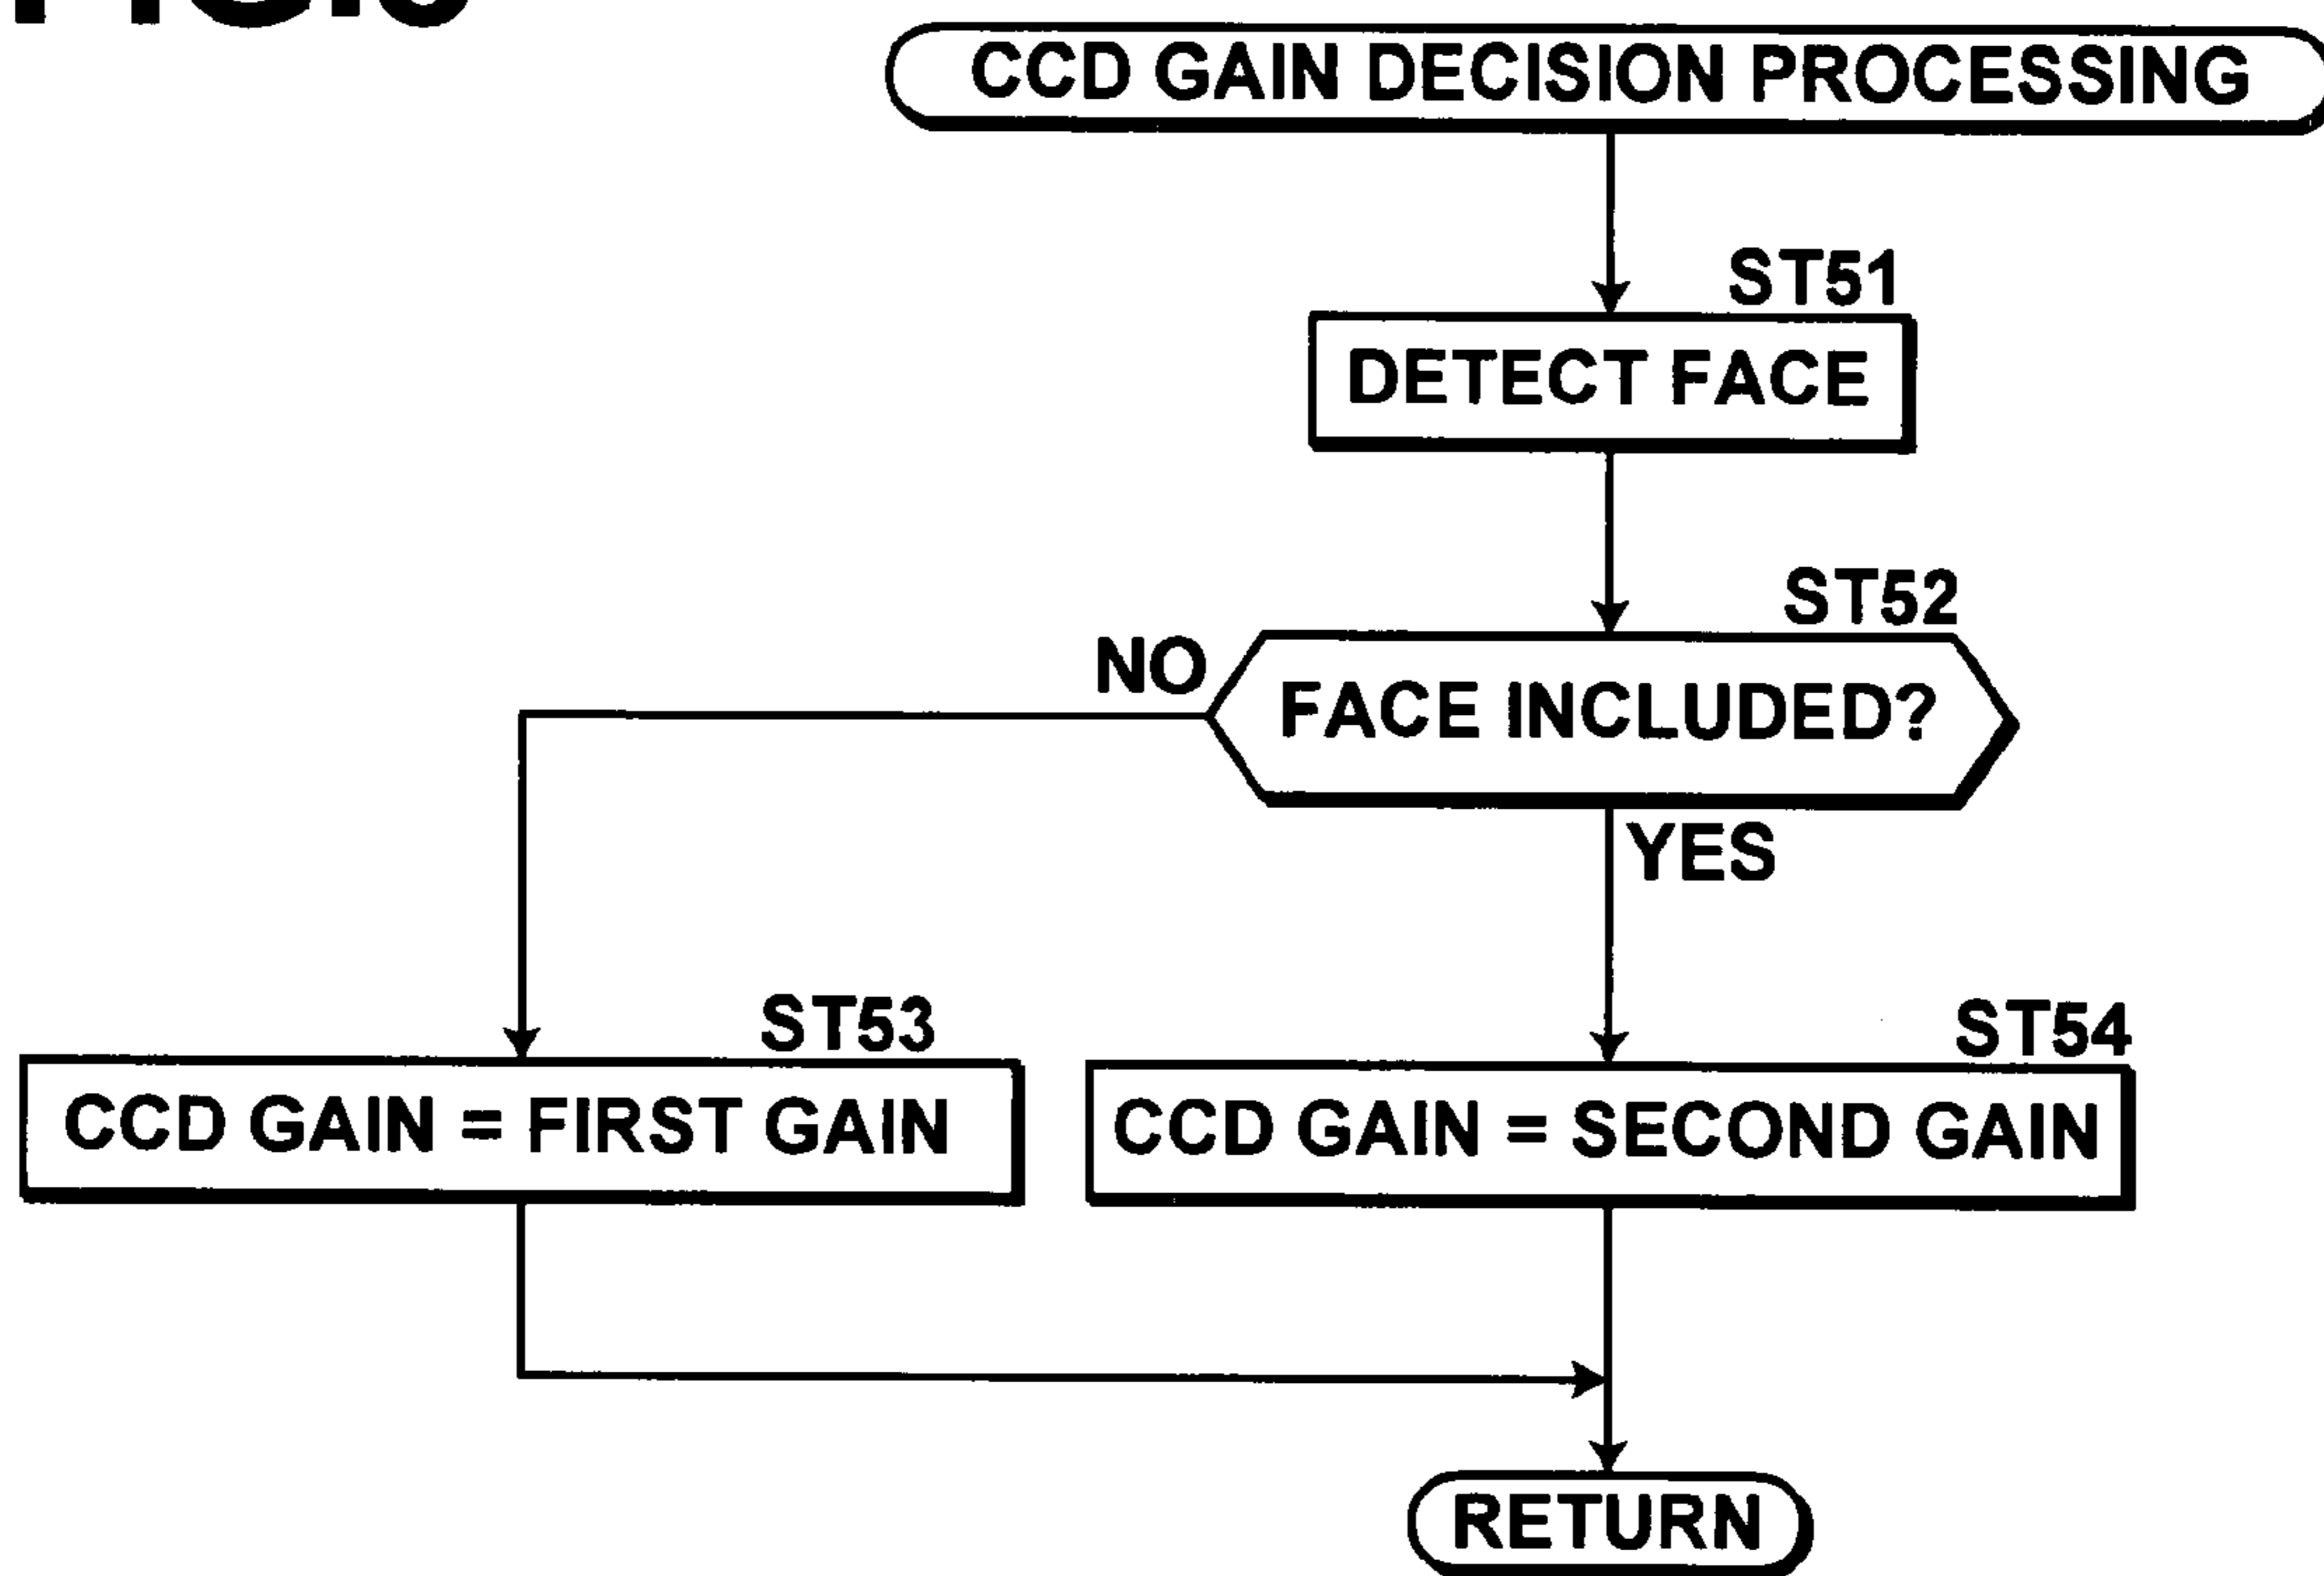 CCD GAIN DECISION PROCESSING
ST51
DETECT FACE
ST52
NO
FACE INCLUDED?
YES
ST53
ST54
CCD GAIN = FIRST GAIN
CCD GAIN = SECOND GAIN
RETURN